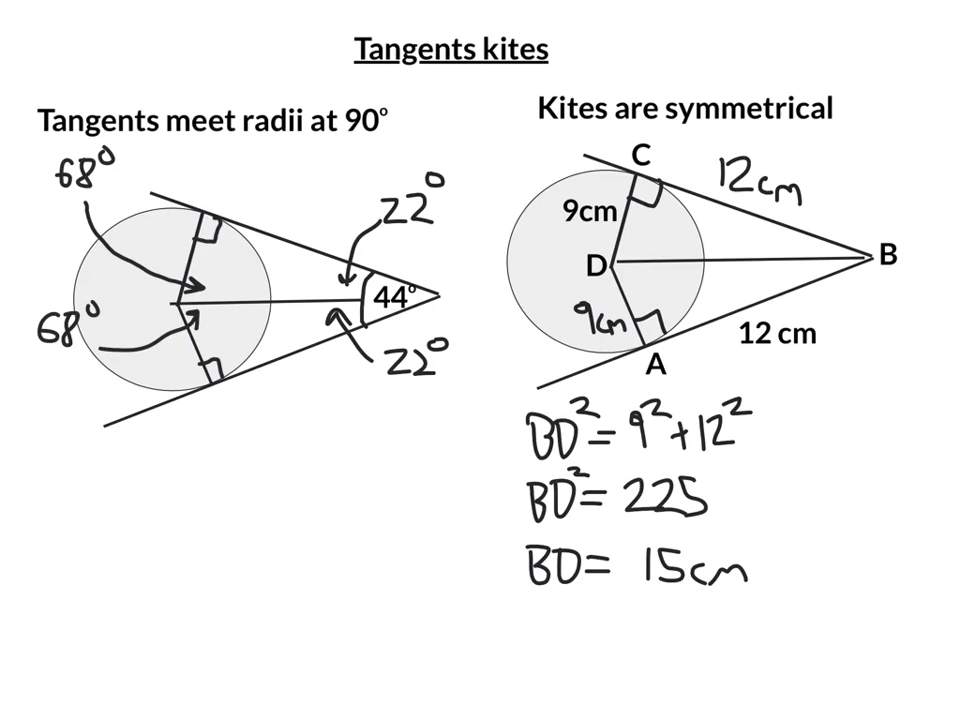 Tangents kites
Tangents meet radii at 90°
68°
22°
44°
68°
22°
Kites are symmetrical
C
12cm
9cm
D
B
9cm
12 cm
A
BD² = 9² + 12²
BD² = 225
BD = 15cm